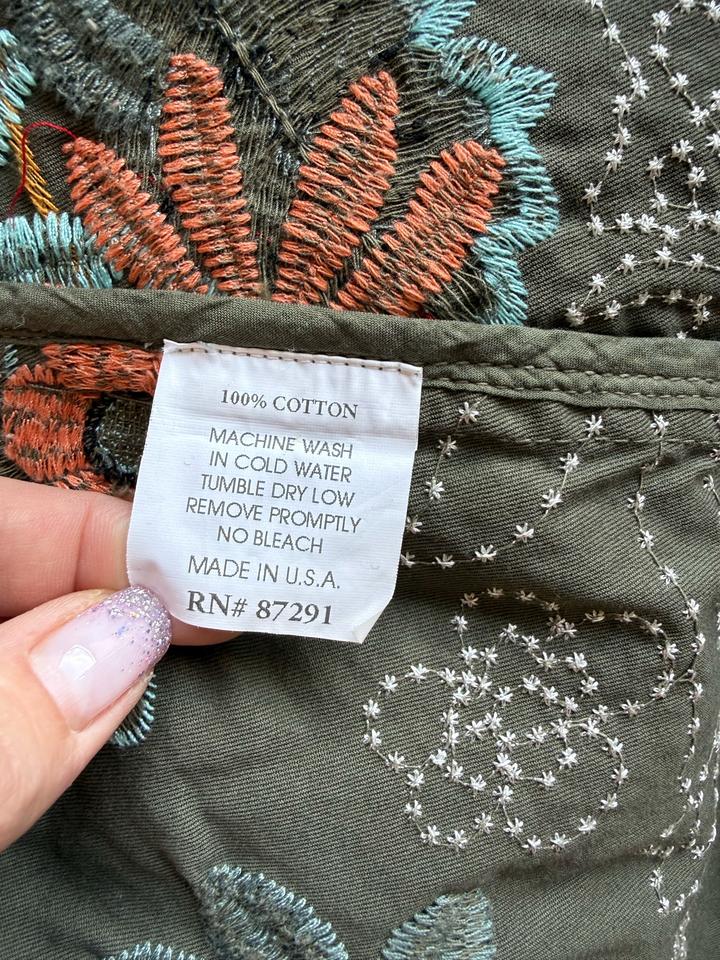 100% COTTON
MACHINE WASH
IN COLD WATER
TUMBLE DRY LOW
REMOVE PROMPTLY
NO BLEACH
MADE IN U.S.A.
RN# 87291